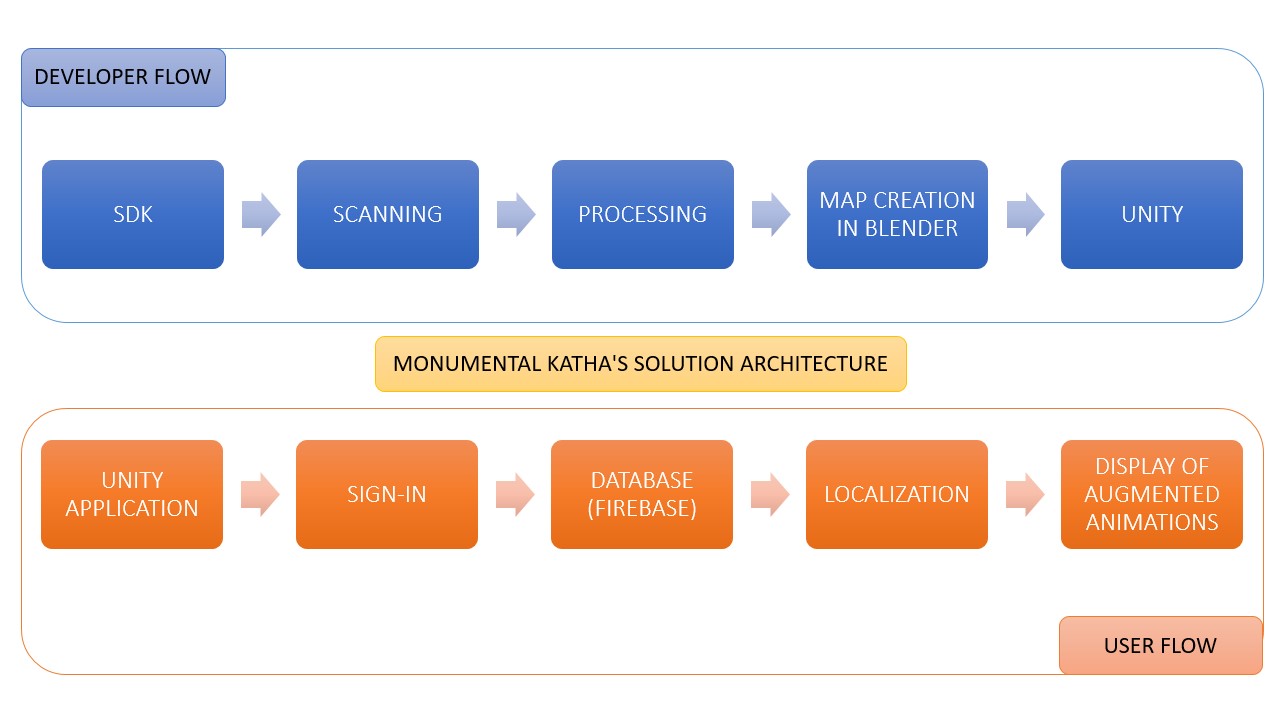 DEVELOPER FLOW
SDK
SCANNING
PROCESSING
MAP CREATION
IN BLENDER
UNITY
MONUMENTAL KATHA'S SOLUTION ARCHITECTURE
UNITY
APPLICATION
SIGN-IN
DATABASE
(FIREBASE)
LOCALIZATION
DISPLAY OF
AUGMENTED
ANIMATIONS
USER FLOW